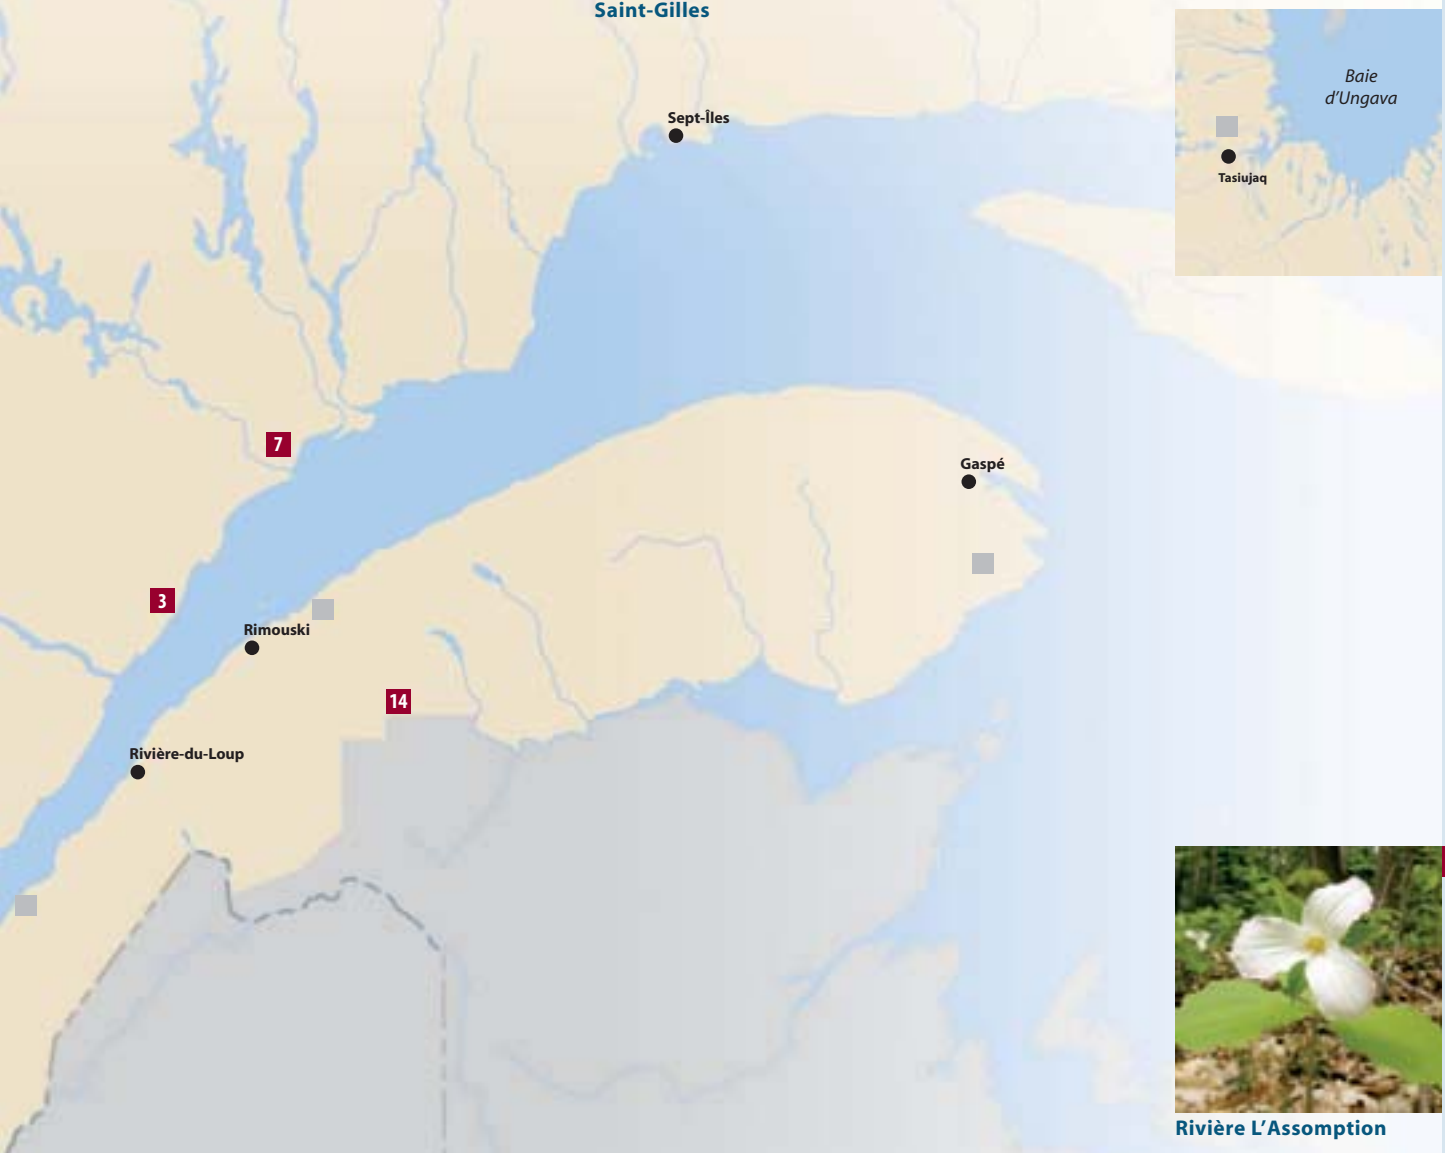 Saint-Gilles
Baie
d’Ungava
Sept-Îles
Tasiujaq
7
Gaspé
3
Rimouski
14
Rivière-du-Loup
Rivière L’Assomption